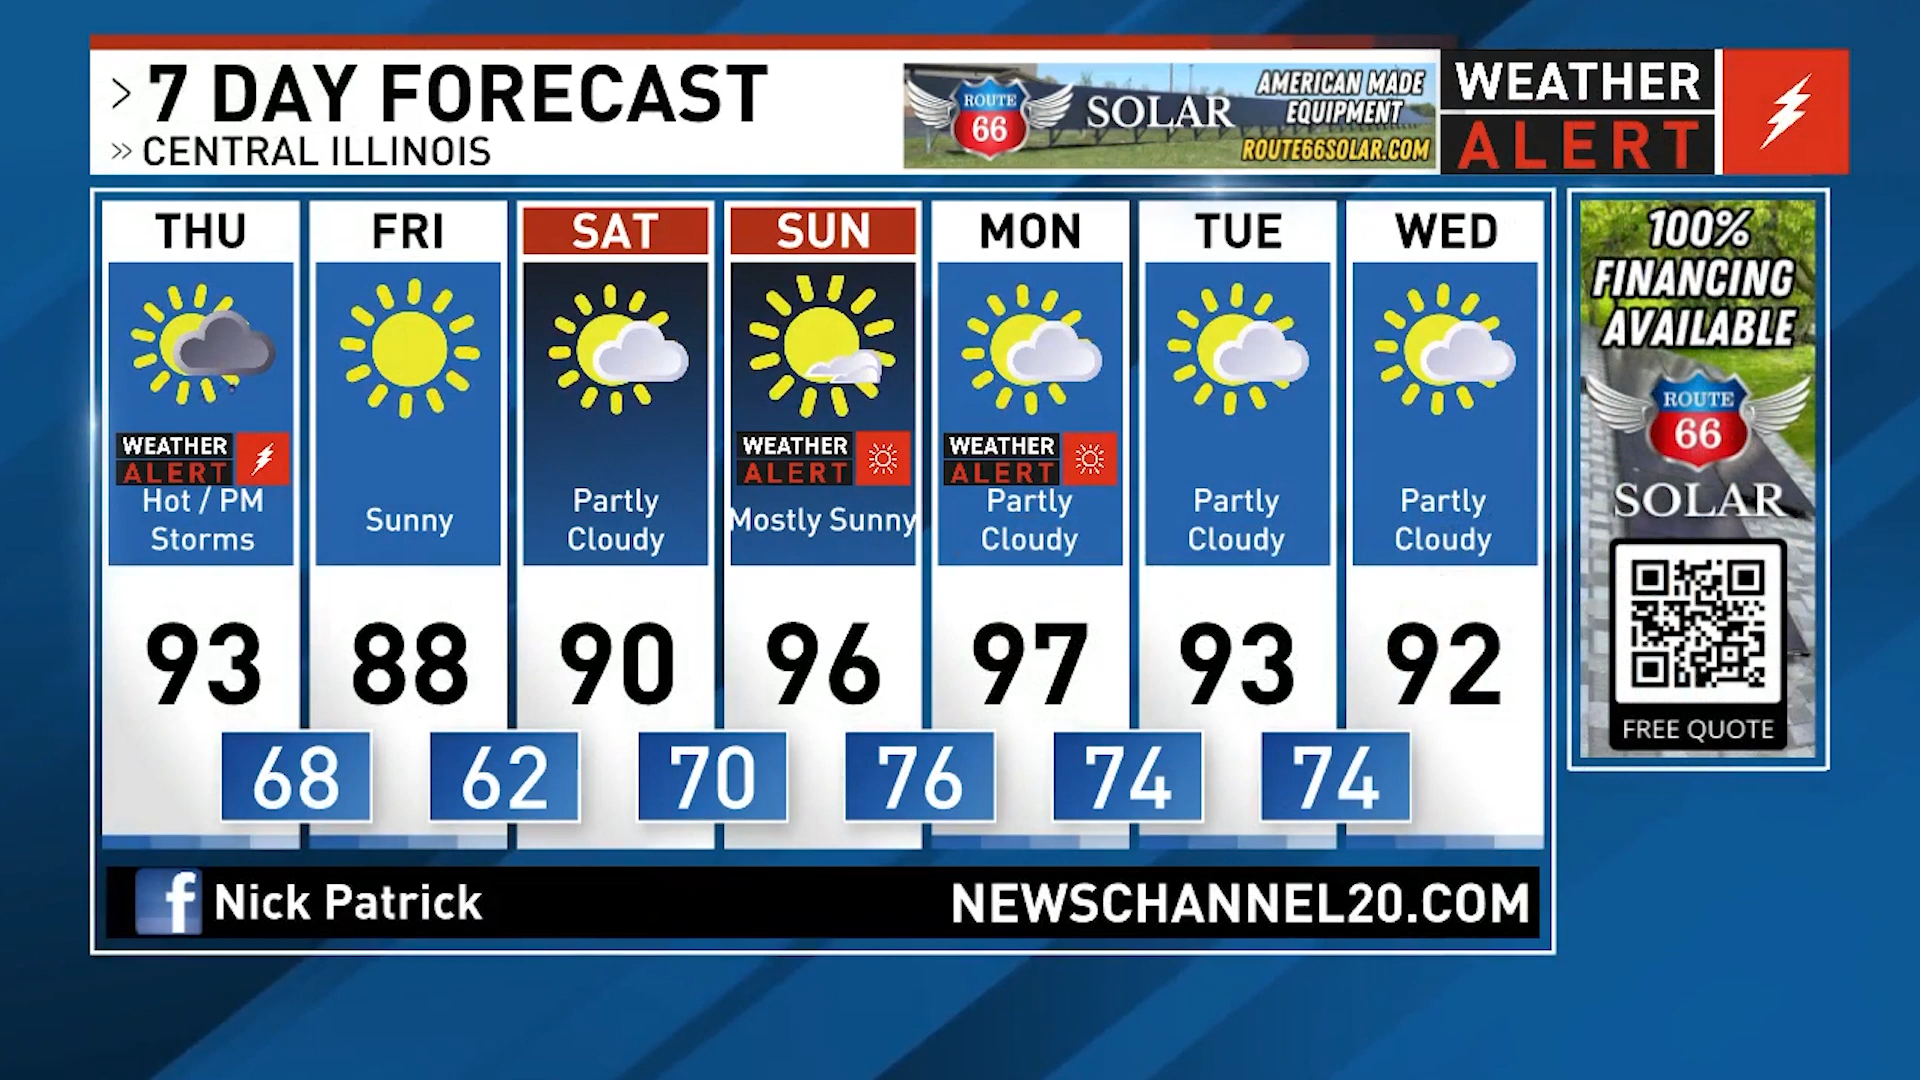 > 7 DAY FORECAST
>> CENTRAL ILLINOIS
ROUTE
66
SOLAR
AMERICAN MADE
EQUIPMENT
ROUTE66SOLAR.COM
WEATHER
ALERT
THU
WEATHER
ALERT
Hot / PM
Storms
93
68
FRI
Sunny
88
62
SAT
Partly
Cloudy
90
70
SUN
WEATHER
ALERT
Mostly Sunny
96
76
MON
WEATHER
ALERT
Partly
Cloudy
97
74
TUE
Partly
Cloudy
93
74
WED
Partly
Cloudy
92
100%
FINANCING
AVAILABLE
ROUTE
66
SOLAR
FREE QUOTE
f Nick Patrick
NEWSCHANNEL20.COM